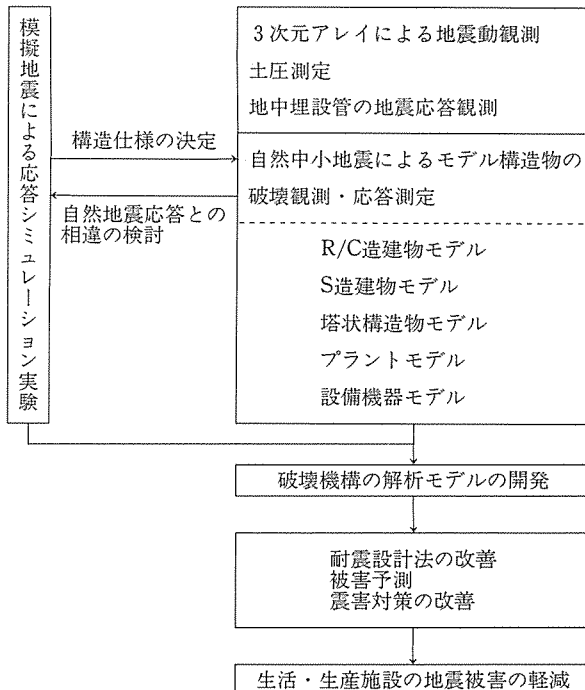 模擬地震による応答シミュレーション実験
構造仕様の決定
自然地震応答との
相違の検討
3次元アレイによる地震動観測
土圧測定
地中埋設管の地震応答観測
自然中小地震によるモデル構造物の
破壊観測・応答測定
R/C造建物モデル
S造建物モデル
塔状構造物モデル
プラントモデル
設備機器モデル
破壊機構の解析モデルの開発
耐震設計法の改善
被害予測
震害対策の改善
生活・生産施設の地震被害の軽減